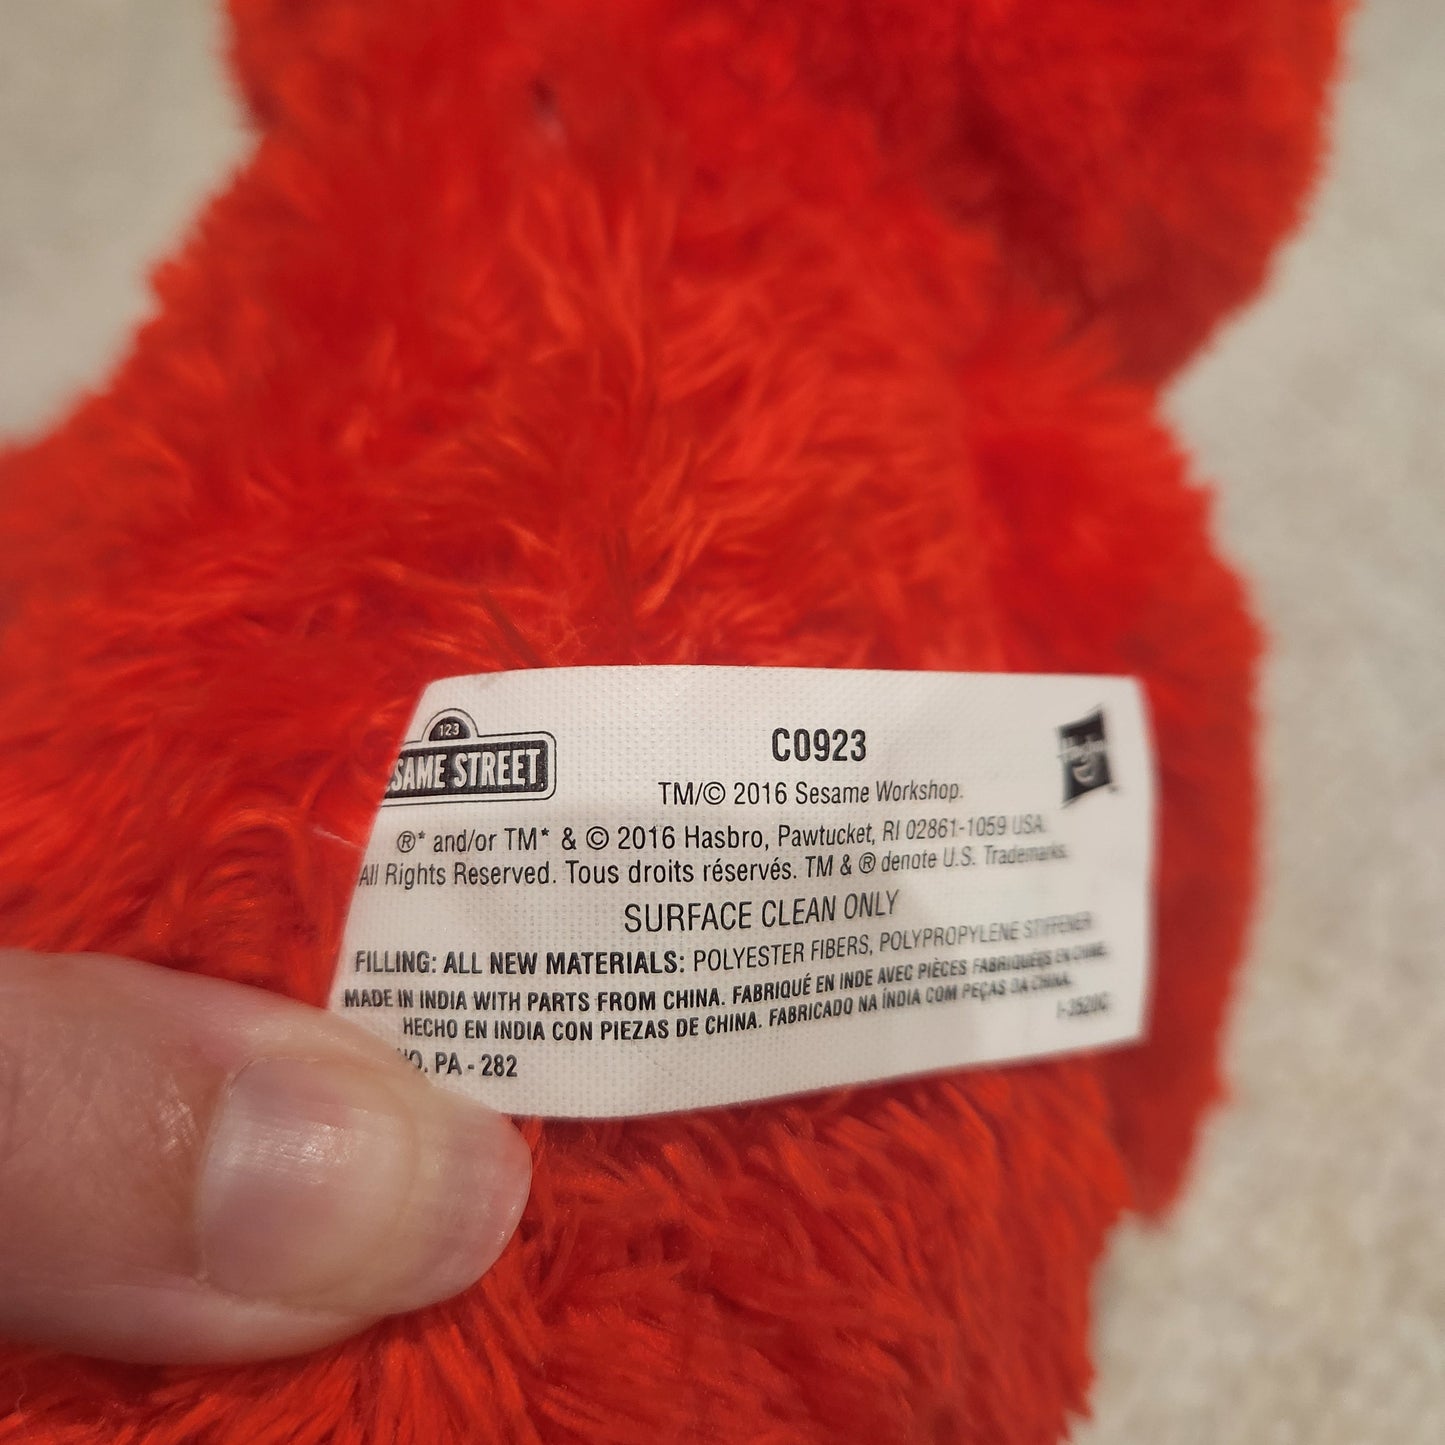 123
SAME STREET
C0923
TM/© 2016 Sesame Workshop.
®* and/or TM* & © 2016 Hasbro, Pawtucket, RI 02861-1059 USA.
All Rights Reserved. Tous droits réservés. TM & ® denote U.S. Trademarks.
SURFACE CLEAN ONLY
FILLING: ALL NEW MATERIALS: POLYESTER FIBERS, POLYPROPYLENE STIFFENER
MADE IN INDIA WITH PARTS FROM CHINA. FABRIQUÉ EN INDE AVEC PIÈCES FABRIQUÉES EN CHINE.
HECHO EN INDIA CON PIEZAS DE CHINA. FABRICADO NA ÍNDIA COM PEÇAS DA CHINA.
PA - 282